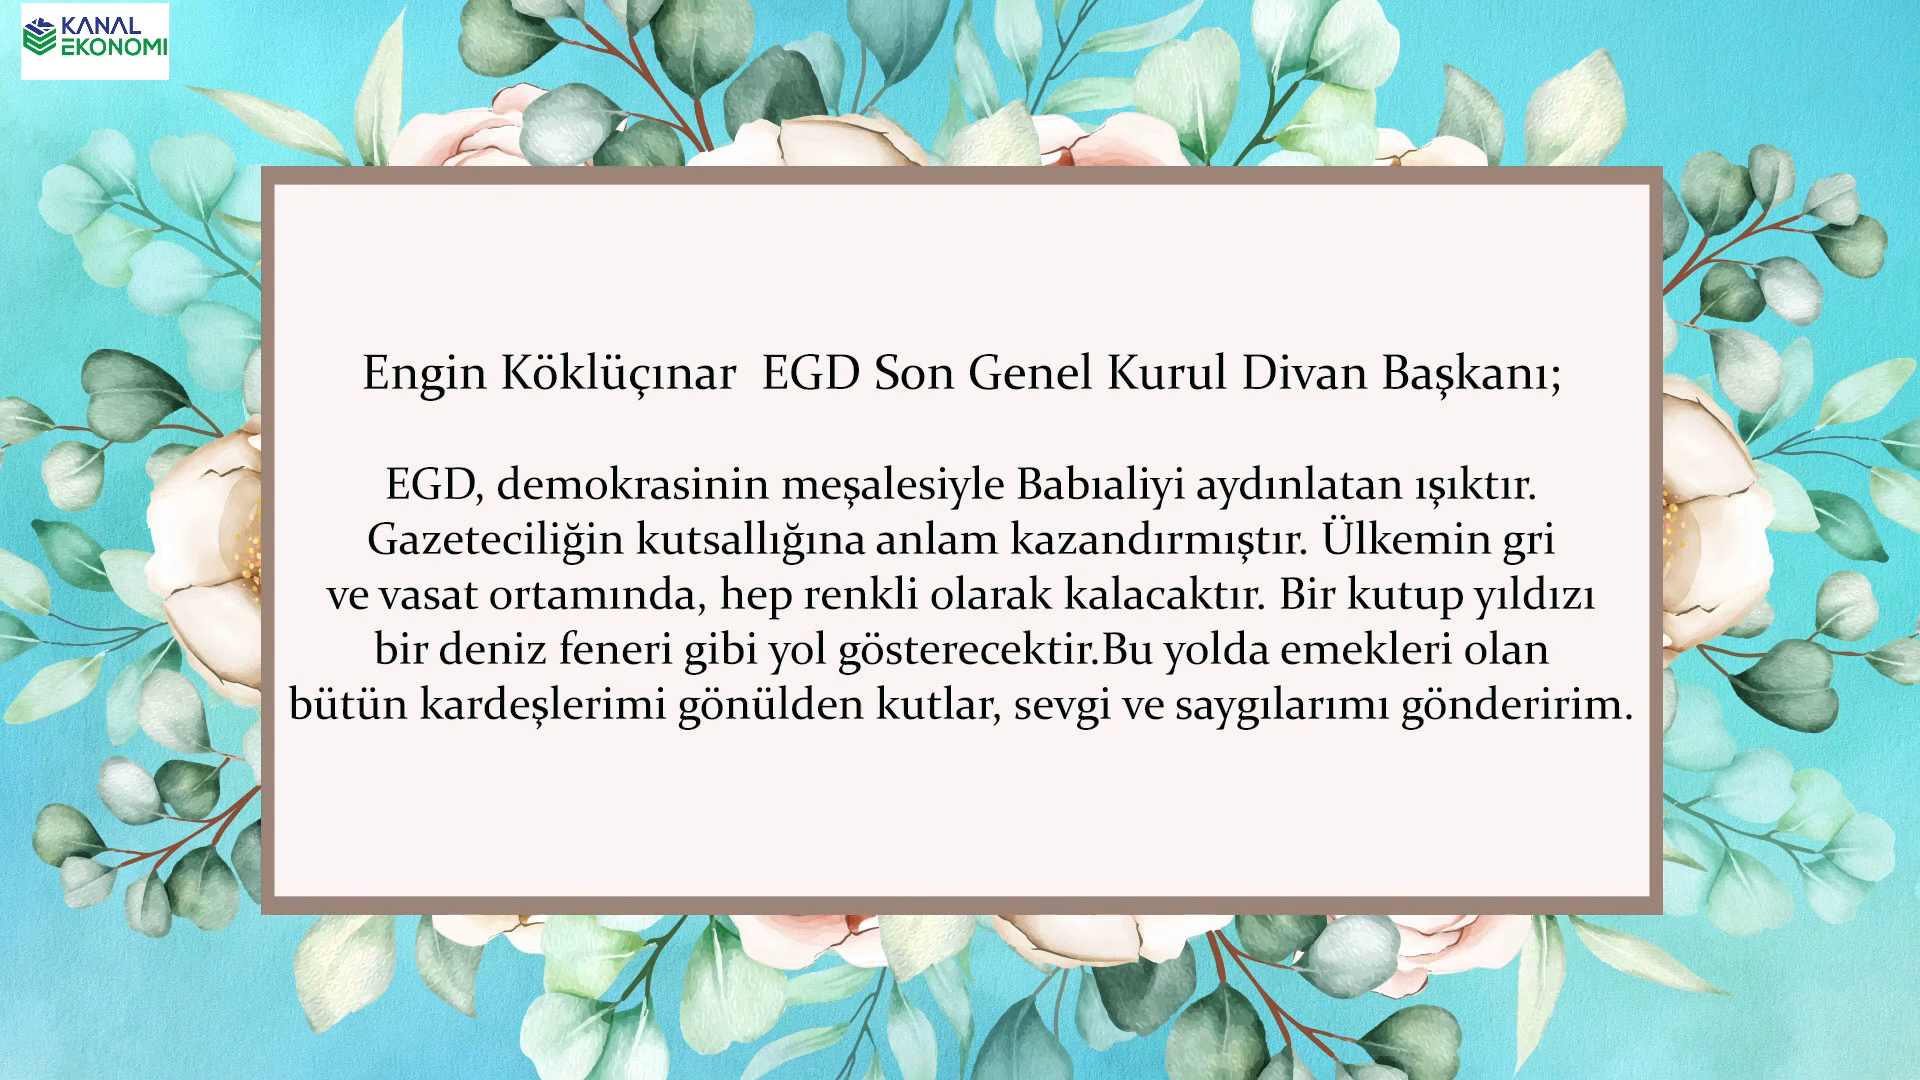 KANAL
EKONOMI
Engin Köklüçınar  EGD Son Genel Kurul Divan Başkanı;
EGD, demokrasinin meşalesiyle Babıaliyi aydınlatan ışıktır.
Gazeteciliğin kutsallığına anlam kazandırmıştır. Ülkemin gri
ve vasat ortamında, hep renkli olarak kalacaktır. Bir kutup yıldızı
bir deniz feneri gibi yol gösterecektir.Bu yolda emekleri olan
bütün kardeşlerimi gönülden kutlar, sevgi ve saygılarımı gönderirim.